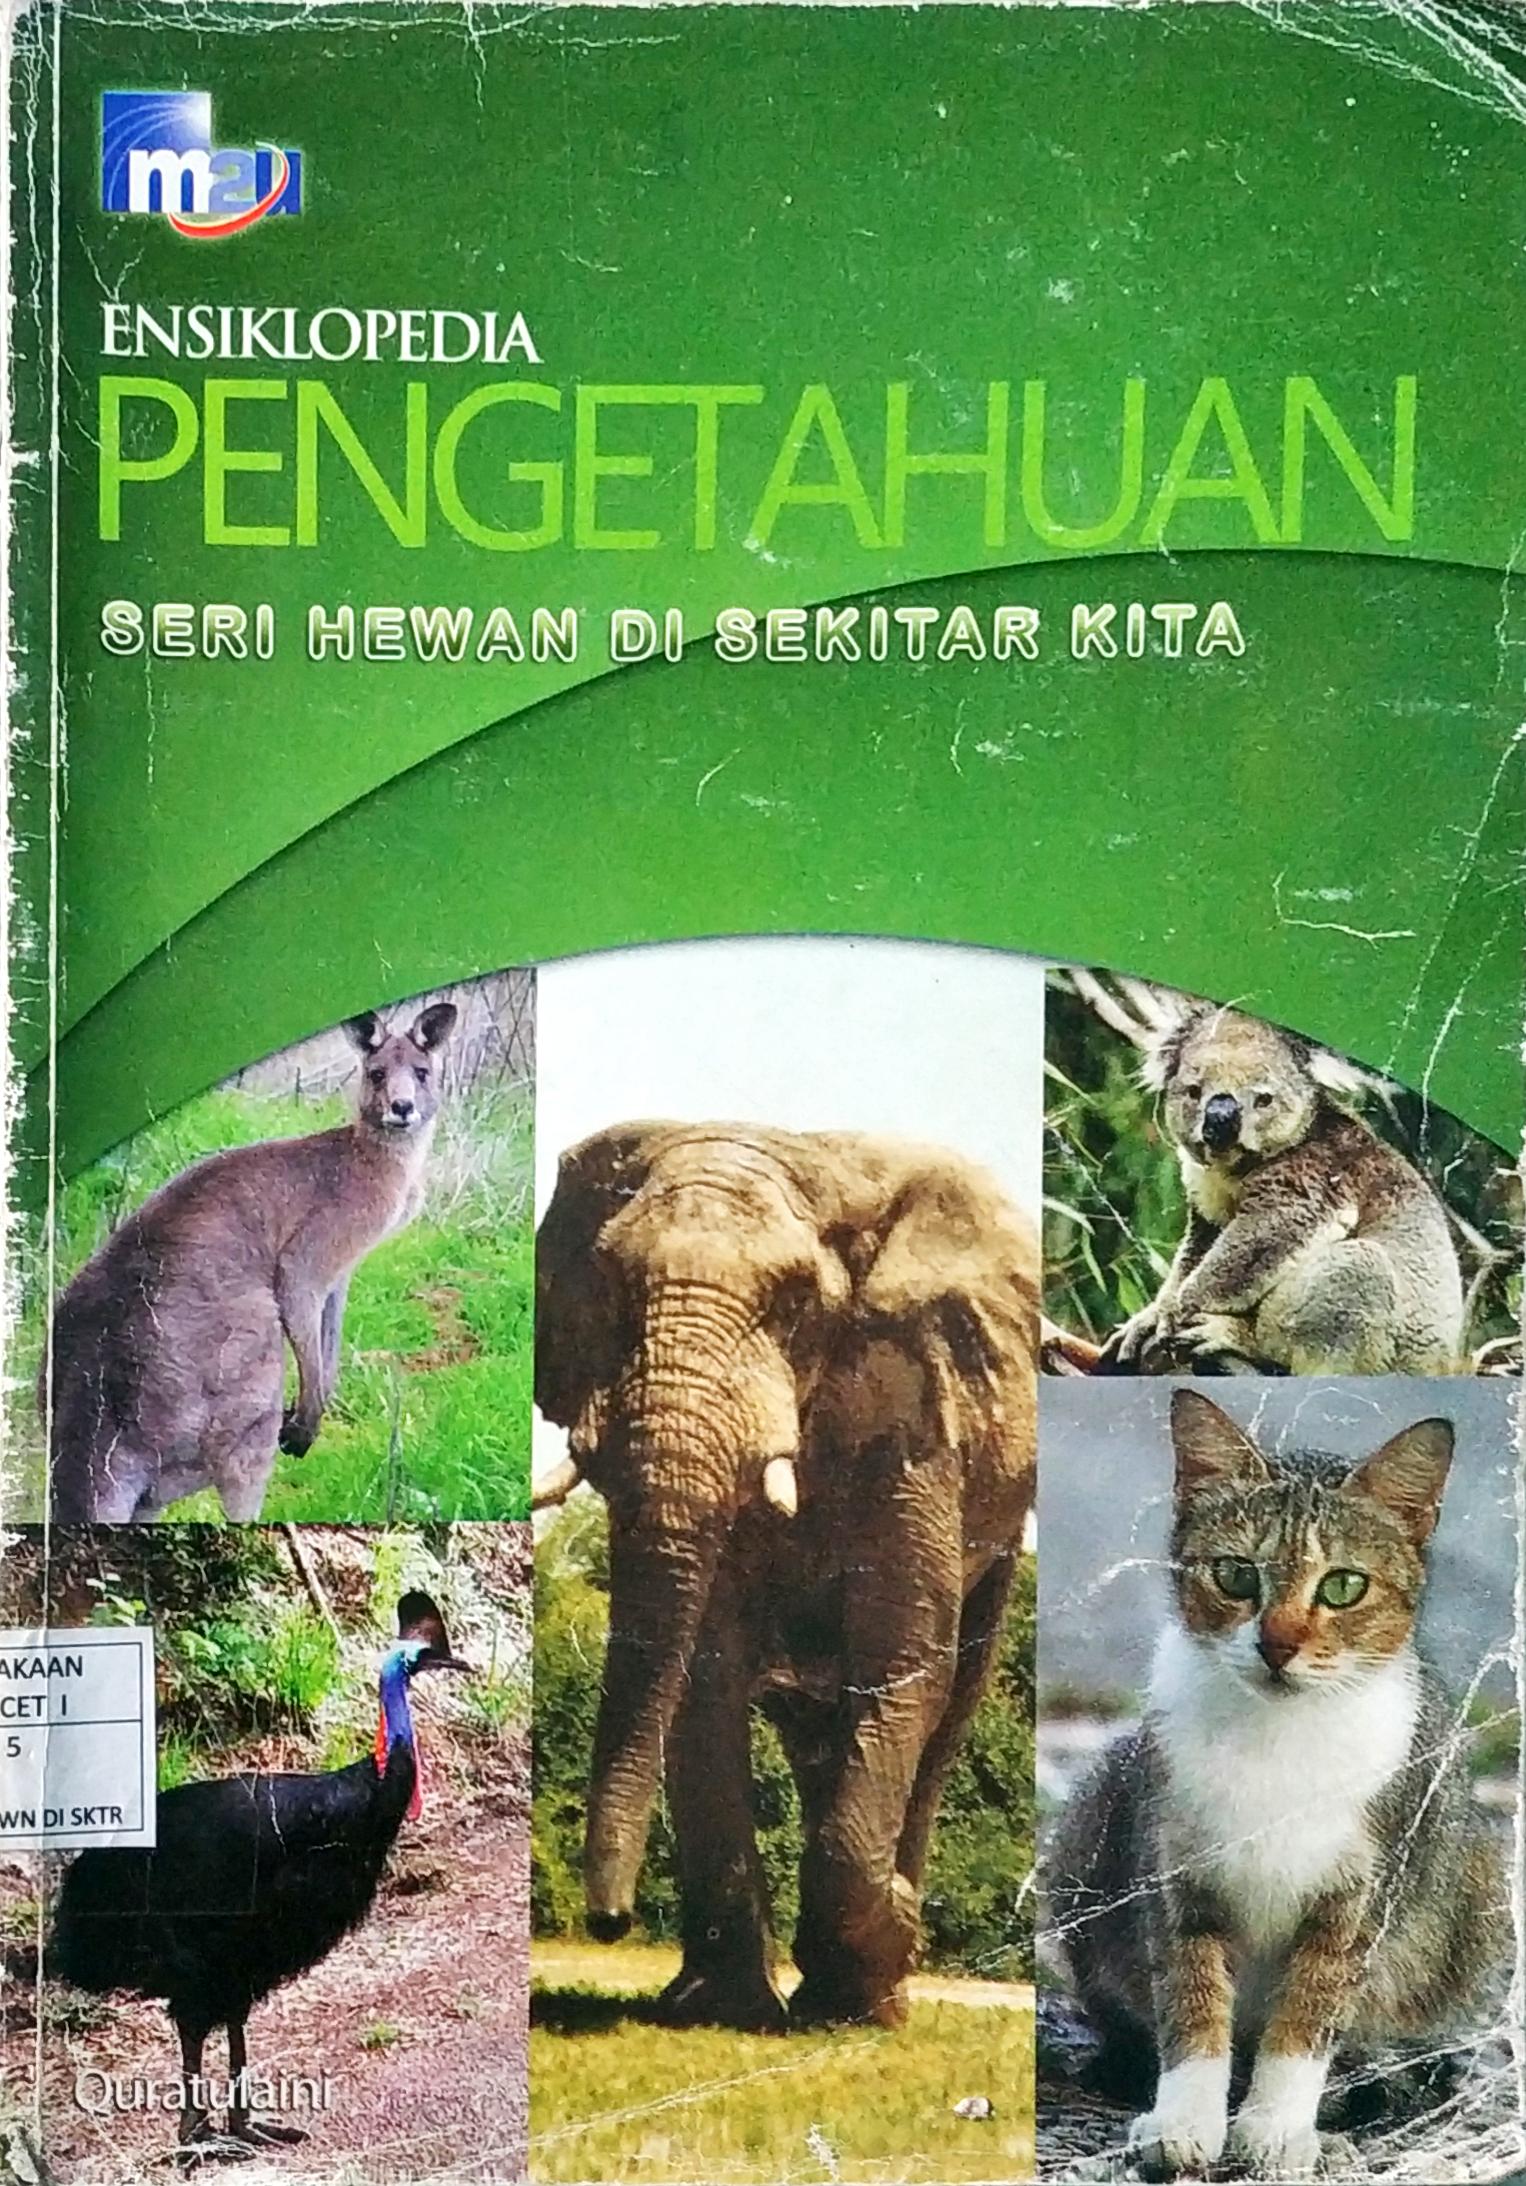 m2u
ENSIKLOPEDIA
PENGETAHUAN
SERI HEWAN DI SEKITAR KITA
AKAAN
CET I
5
WN DI SKTR
Quratulaini